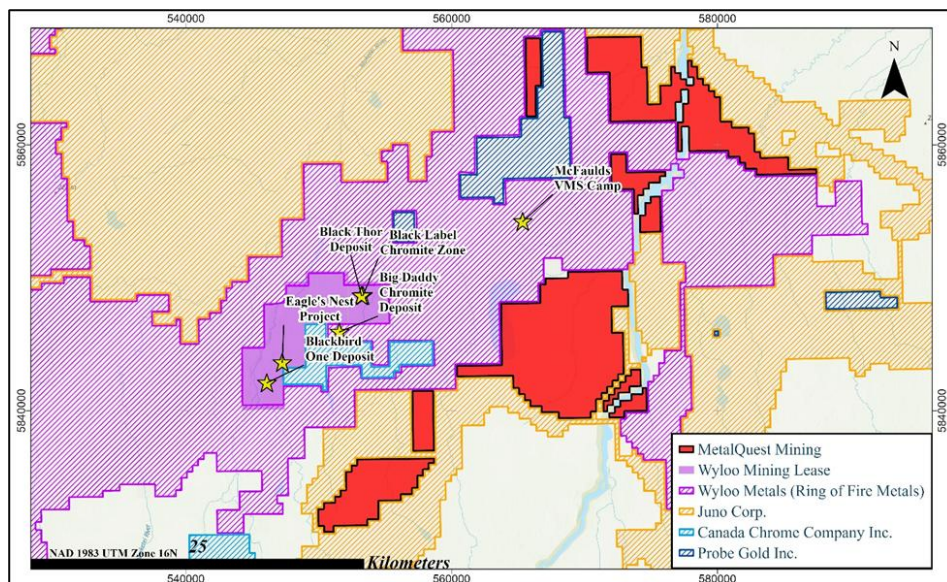 540000 560000 580000
N
5860000 5860000
McFaulds
VMS Camp
Black Thor
Deposit
Black Label
Chromite Zone
Big Daddy
Chromite
Deposit
Eagle's Nest
Project
Blackbird
One Deposit
5840000 5840000
MetalQuest Mining
Wyloo Mining Lease
Wyloo Metals (Ring of Fire Metals)
Juno Corp.
Canada Chrome Company Inc.
Probe Gold Inc.
25
NAD 1983 UTM Zone 16N
Kilometers
540000 560000 580000